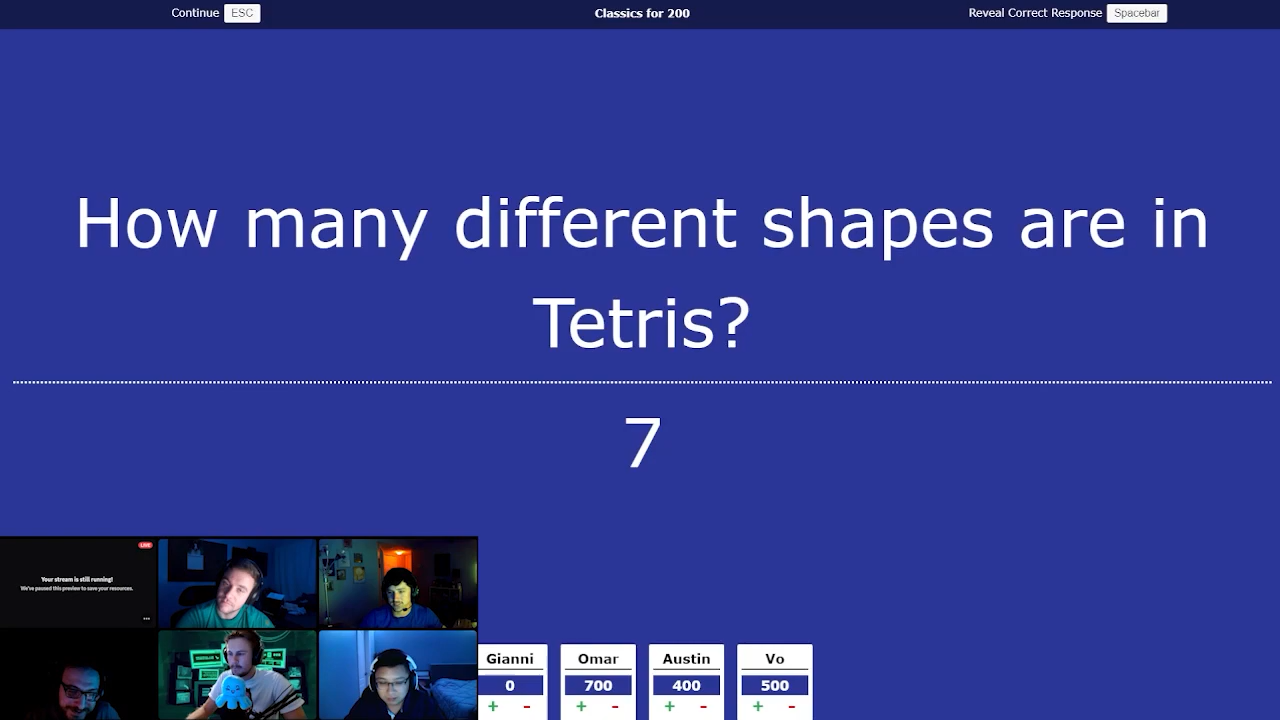 Continue ESC
Classics for 200
Reveal Correct Response Spacebar
How many different shapes are in
Tetris?
7
LIVE
Your stream is still running!
We've paused this preview to save your resources.
Gianni Omar Austin Vo
0 700 400 500
+ - + - + - + -